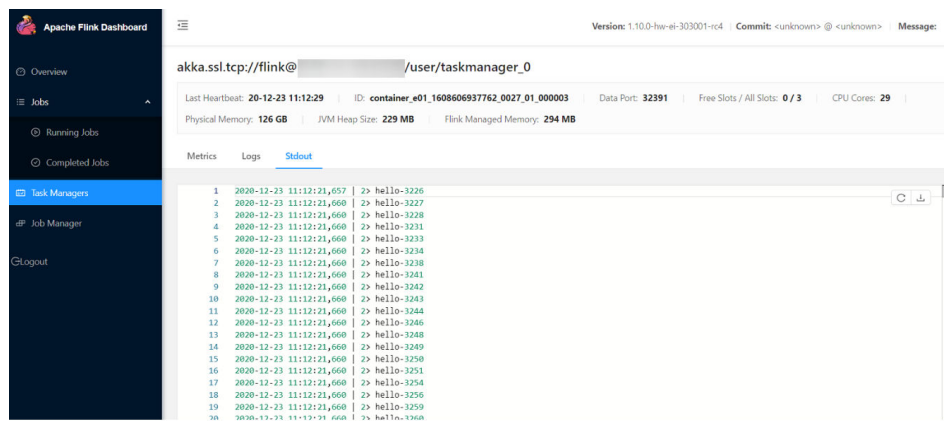 Apache Flink Dashboard
Version: 1.10.0-hw-ei-303001-rc4 Commit: <unknown> @ <unknown> Message:
Overview
Jobs
Running Jobs
Completed Jobs
Task Managers
Job Manager
Logout
akka.ssl.tcp://flink@ /user/taskmanager_0
Last Heartbeat: 20-12-23 11:12:29 ID: container_e01_1608606937762_0027_01_000003 Data Port: 32391 Free Slots / All Slots: 0 / 3 CPU Cores: 29
Physical Memory: 126 GB JVM Heap Size: 229 MB Flink Managed Memory: 294 MB
Metrics Logs Stdout
1 2020-12-23 11:12:21,657 | 2> hello-3226
2 2020-12-23 11:12:21,660 | 2> hello-3227
3 2020-12-23 11:12:21,660 | 2> hello-3228
4 2020-12-23 11:12:21,660 | 2> hello-3231
5 2020-12-23 11:12:21,660 | 2> hello-3233
6 2020-12-23 11:12:21,660 | 2> hello-3234
7 2020-12-23 11:12:21,660 | 2> hello-3238
8 2020-12-23 11:12:21,660 | 2> hello-3241
9 2020-12-23 11:12:21,660 | 2> hello-3242
10 2020-12-23 11:12:21,660 | 2> hello-3243
11 2020-12-23 11:12:21,660 | 2> hello-3244
12 2020-12-23 11:12:21,660 | 2> hello-3246
13 2020-12-23 11:12:21,660 | 2> hello-3248
14 2020-12-23 11:12:21,660 | 2> hello-3249
15 2020-12-23 11:12:21,660 | 2> hello-3250
16 2020-12-23 11:12:21,660 | 2> hello-3251
17 2020-12-23 11:12:21,660 | 2> hello-3254
18 2020-12-23 11:12:21,660 | 2> hello-3256
19 2020-12-23 11:12:21,660 | 2> hello-3259
20 2020-12-23 11:12:21,660 | 2> hello-3260